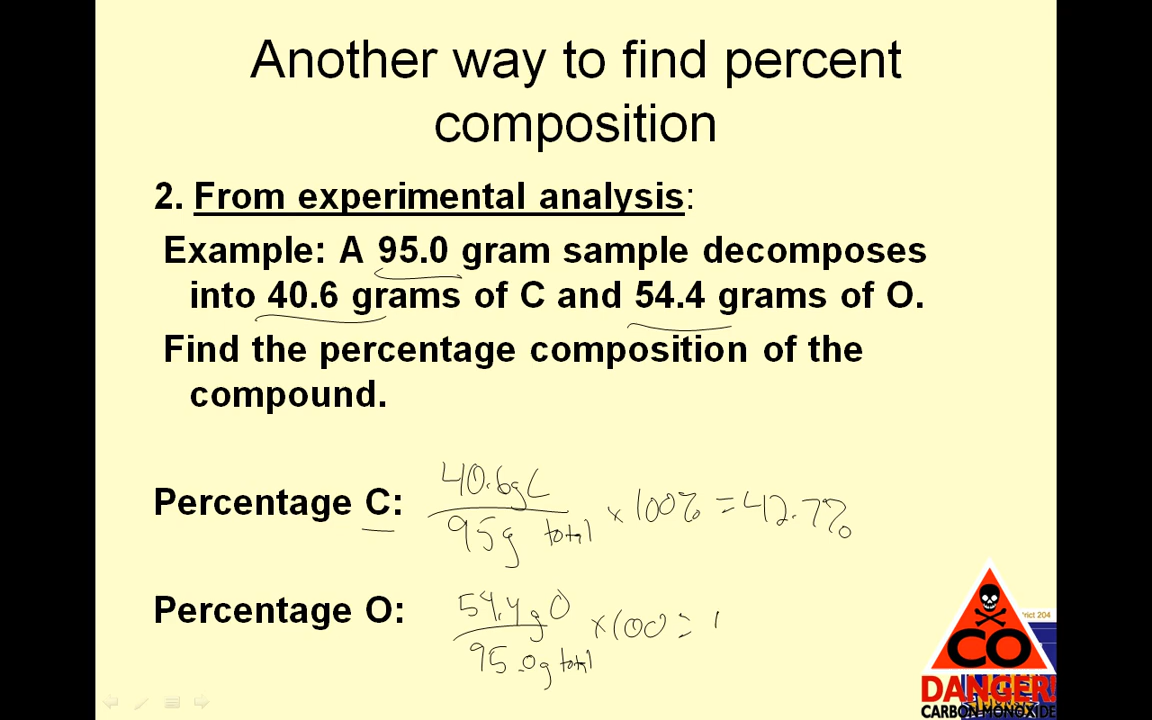 Another way to find percent
composition
2. From experimental analysis:
Example: A 95.0 gram sample decomposes
into 40.6 grams of C and 54.4 grams of O.
Find the percentage composition of the
compound.
Percentage C:
40.6g C
95g total
× 100% = 42.7%
Percentage O:
54.4g O
95.0g total
×100 =
trict 204
CO
DANGER!
CARBON MONOXIDE